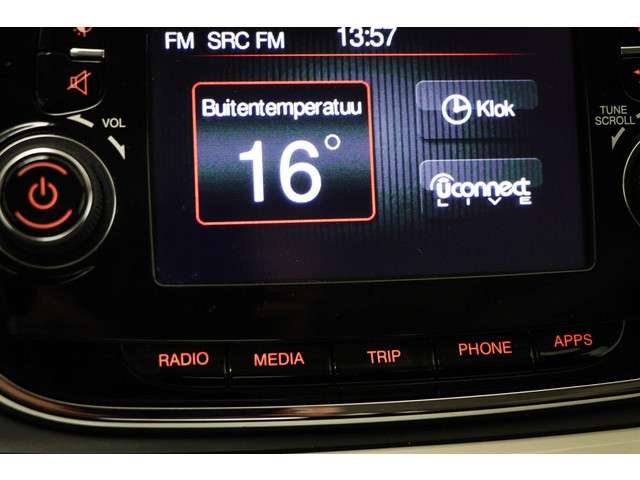 FM SRC FM 13:57
VOL
TUNE
SCROLL
Buitentemperatuu
16°
Klok
uconnect
LIVE
RADIO MEDIA TRIP PHONE APPS